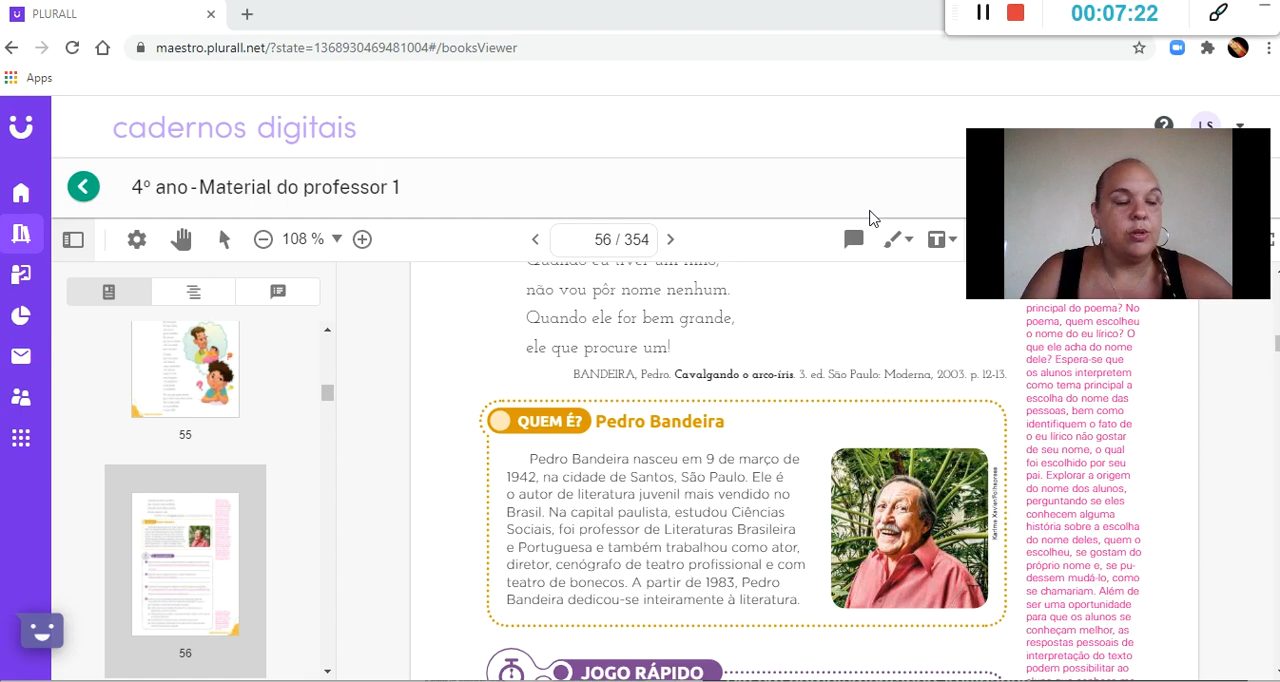 PLURALL
00:07:22
maestro.plurall.net/?state=1368930469481004#/booksViewer
Apps
cadernos digitais
LS
4º ano - Material do professor 1
108 %
56 / 354
Quando eu tiver um filho,
não vou pôr nome nenhum.
Quando ele for bem grande,
ele que procure um!
BANDEIRA, Pedro. Cavalgando o arco-íris. 3. ed. São Paulo: Moderna, 2003. p. 12-13.
QUEM É? Pedro Bandeira
Pedro Bandeira nasceu em 9 de março de
1942, na cidade de Santos, São Paulo. Ele é
o autor de literatura juvenil mais vendido no
Brasil. Na capital paulista, estudou Ciências
Sociais, foi professor de Literaturas Brasileira
e Portuguesa e também trabalhou como ator,
diretor, cenógrafo de teatro profissional e com
teatro de bonecos. A partir de 1983, Pedro
Bandeira dedicou-se inteiramente à literatura.
JOGO RÁPIDO
principal do poema? No
poema, quem escolheu
o nome do eu lírico? O
que ele acha do nome
dele? Espera-se que
os alunos interpretem
como tema principal a
escolha do nome das
pessoas, bem como
identifiquem o fato de
o eu lírico não gostar
de seu nome, o qual
foi escolhido por seu
pai. Explorar a origem
do nome dos alunos,
perguntando se eles
conhecem alguma
história sobre a escolha
do nome deles, quem o
escolheu, se gostam do
próprio nome e, se pu-
dessem mudá-lo, como
se chamariam. Além de
ser uma oportunidade
para que os alunos se
conheçam melhor, as
respostas pessoais de
interpretação do texto
podem possibilitar ao
55
56